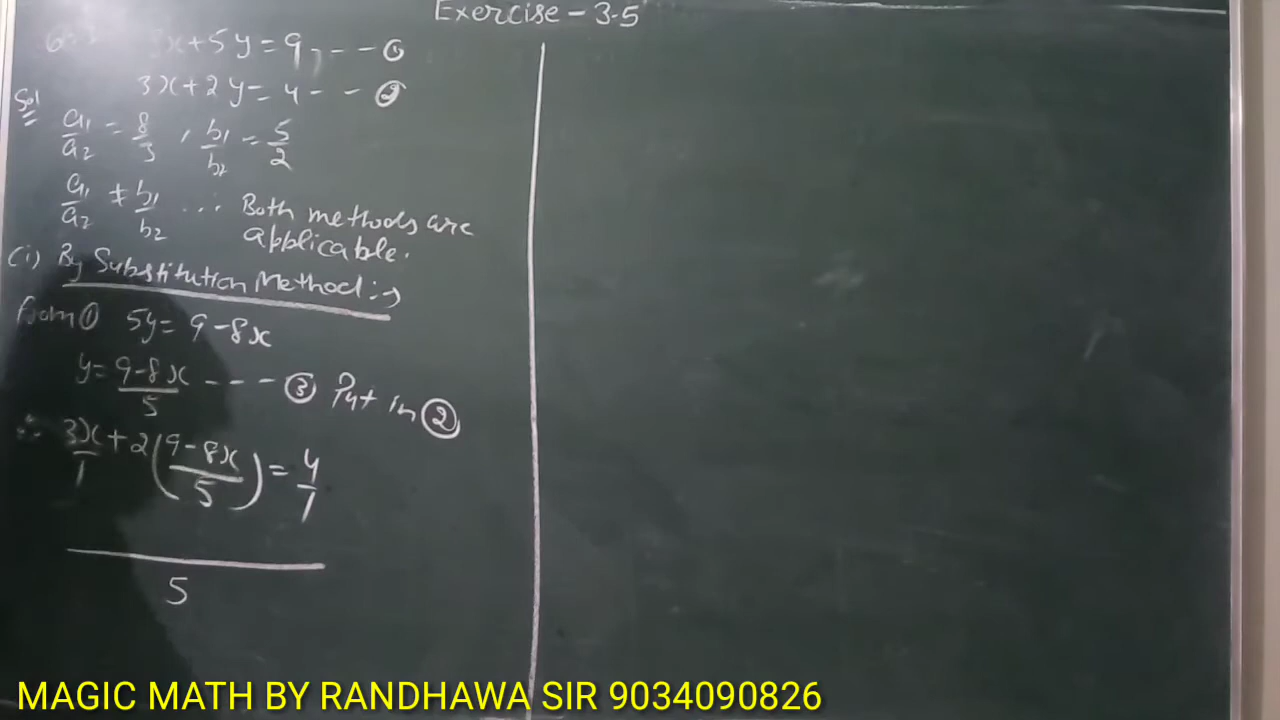 Exercise - 3.5
x + 5y = 9, - - ①
3x + 2y = 4 - - ②
Sol
a1/a2 = 8/3 , b1/b2 = 5/2
a1/a2 ≠ b1/b2 ∴ Both methods are
applicable.
(i) By Substitution Method :→
From ① 5y = 9 - 8x
y = (9 - 8x)/5 - - - ③ Put in ②
∴ 3x/1 + 2((9 - 8x)/5) = 4/1
5
MAGIC MATH BY RANDHAWA SIR 9034090826